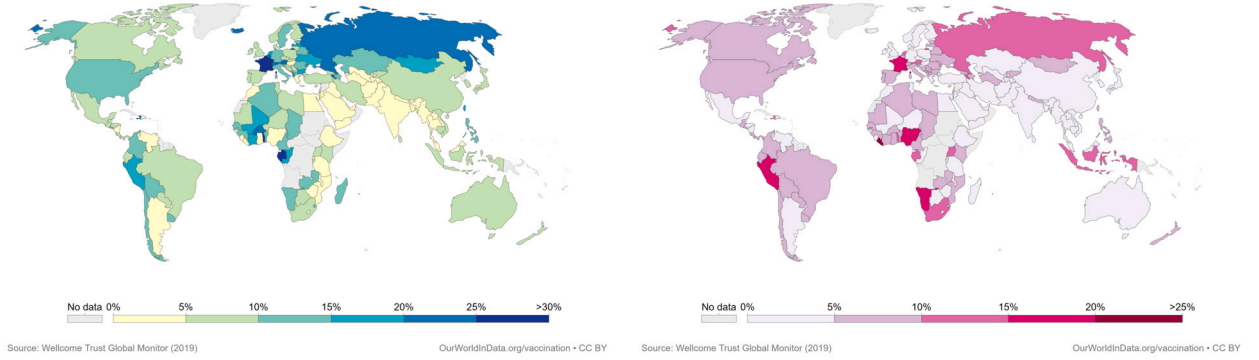 No data 0% 5% 10% 15% 20% 25% >30%
Source: Wellcome Trust Global Monitor (2019) OurWorldInData.org/vaccination • CC BY
No data 0% 5% 10% 15% 20% >25%
Source: Wellcome Trust Global Monitor (2019) OurWorldInData.org/vaccination • CC BY